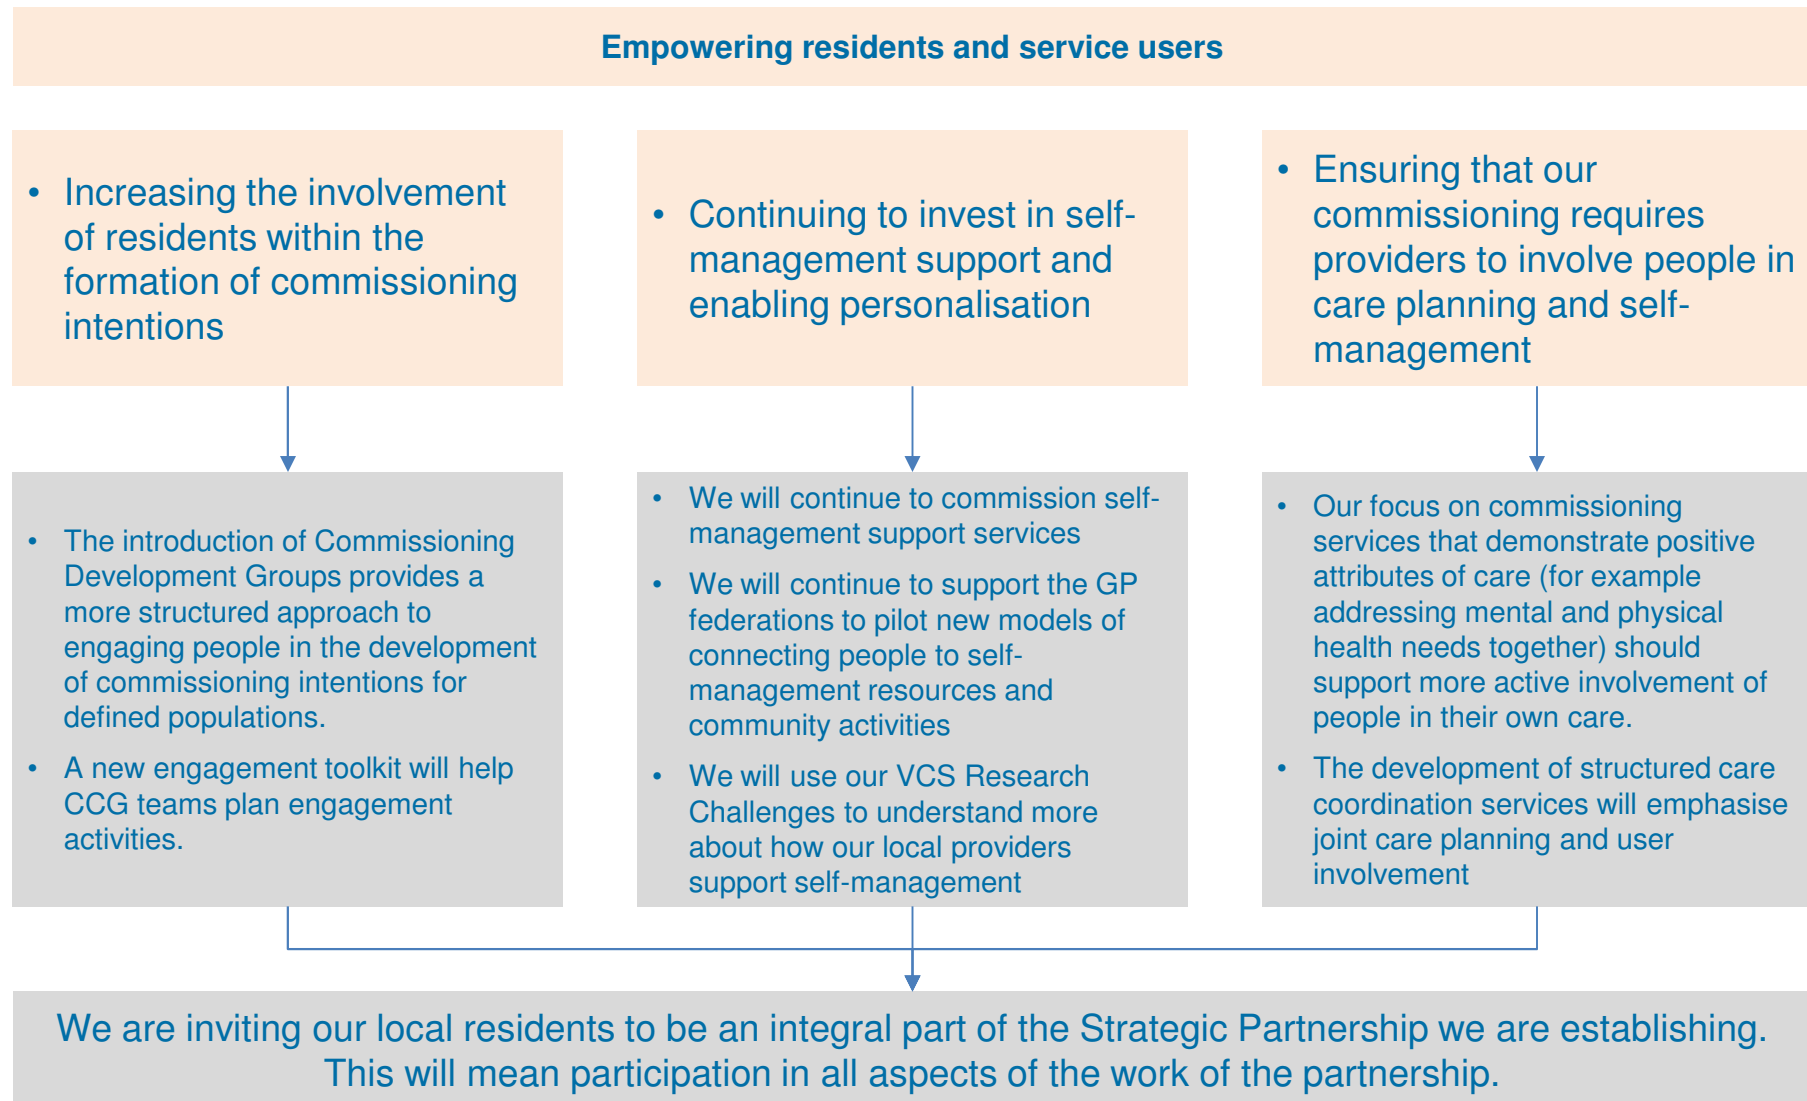 Empowering residents and service users
• Increasing the involvement
of residents within the
formation of commissioning
intentions
• Continuing to invest in self-
management support and
enabling personalisation
• Ensuring that our
commissioning requires
providers to involve people in
care planning and self-
management
• The introduction of Commissioning
Development Groups provides a
more structured approach to
engaging people in the development
of commissioning intentions for
defined populations.
• A new engagement toolkit will help
CCG teams plan engagement
activities.
• We will continue to commission self-
management support services
• We will continue to support the GP
federations to pilot new models of
connecting people to self-
management resources and
community activities
• We will use our VCS Research
Challenges to understand more
about how our local providers
support self-management
• Our focus on commissioning
services that demonstrate positive
attributes of care (for example
addressing mental and physical
health needs together) should
support more active involvement of
people in their own care.
• The development of structured care
coordination services will emphasise
joint care planning and user
involvement
We are inviting our local residents to be an integral part of the Strategic Partnership we are establishing.
This will mean participation in all aspects of the work of the partnership.